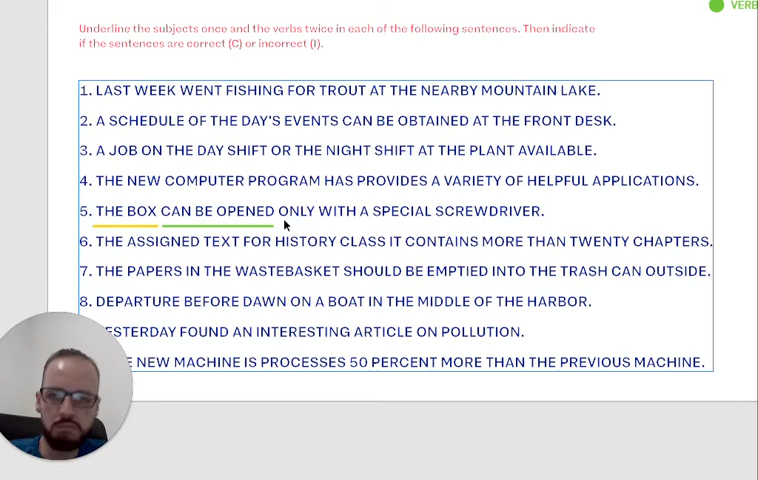 VERB
Underline the subjects once and the verbs twice in each of the following sentences. Then indicate
if the sentences are correct (C) or incorrect (I).
1. LAST WEEK WENT FISHING FOR TROUT AT THE NEARBY MOUNTAIN LAKE.
2. A SCHEDULE OF THE DAY'S EVENTS CAN BE OBTAINED AT THE FRONT DESK.
3. A JOB ON THE DAY SHIFT OR THE NIGHT SHIFT AT THE PLANT AVAILABLE.
4. THE NEW COMPUTER PROGRAM HAS PROVIDES A VARIETY OF HELPFUL APPLICATIONS.
5. THE BOX CAN BE OPENED ONLY WITH A SPECIAL SCREWDRIVER.
6. THE ASSIGNED TEXT FOR HISTORY CLASS IT CONTAINS MORE THAN TWENTY CHAPTERS.
7. THE PAPERS IN THE WASTEBASKET SHOULD BE EMPTIED INTO THE TRASH CAN OUTSIDE.
8. DEPARTURE BEFORE DAWN ON A BOAT IN THE MIDDLE OF THE HARBOR.
ESTERDAY FOUND AN INTERESTING ARTICLE ON POLLUTION.
E NEW MACHINE IS PROCESSES 50 PERCENT MORE THAN THE PREVIOUS MACHINE.